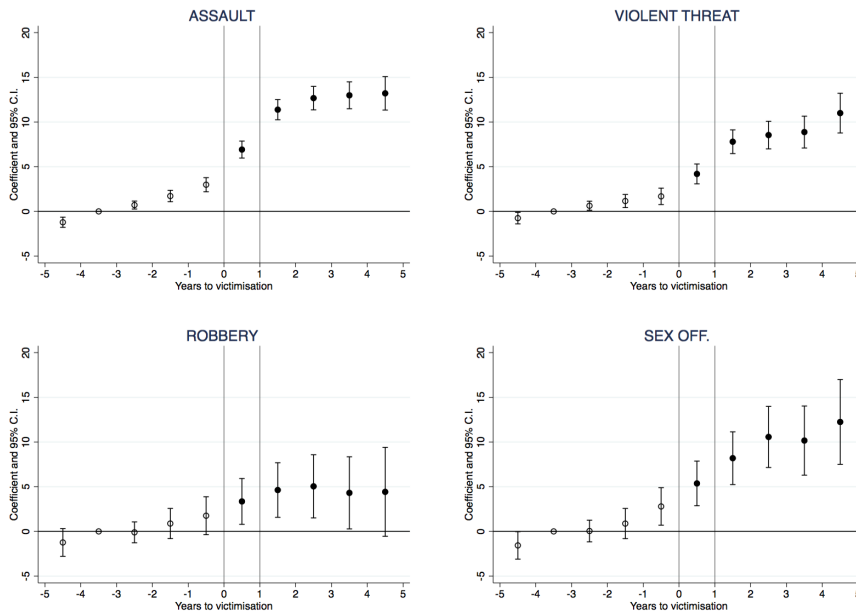 ASSAULT
Coefficient and 95% C.I.
20
15
10
5
0
-5
-5 -4 -3 -2 -1 0 1 2 3 4 5
Years to victimisation
VIOLENT THREAT
Coefficient and 95% C.I.
20
15
10
5
0
-5
-5 -4 -3 -2 -1 0 1 2 3 4 5
Years to victimisation
ROBBERY
Coefficient and 95% C.I.
20
15
10
5
0
-5
-5 -4 -3 -2 -1 0 1 2 3 4 5
Years to victimisation
SEX OFF.
Coefficient and 95% C.I.
20
15
10
5
0
-5
-5 -4 -3 -2 -1 0 1 2 3 4 5
Years to victimisation